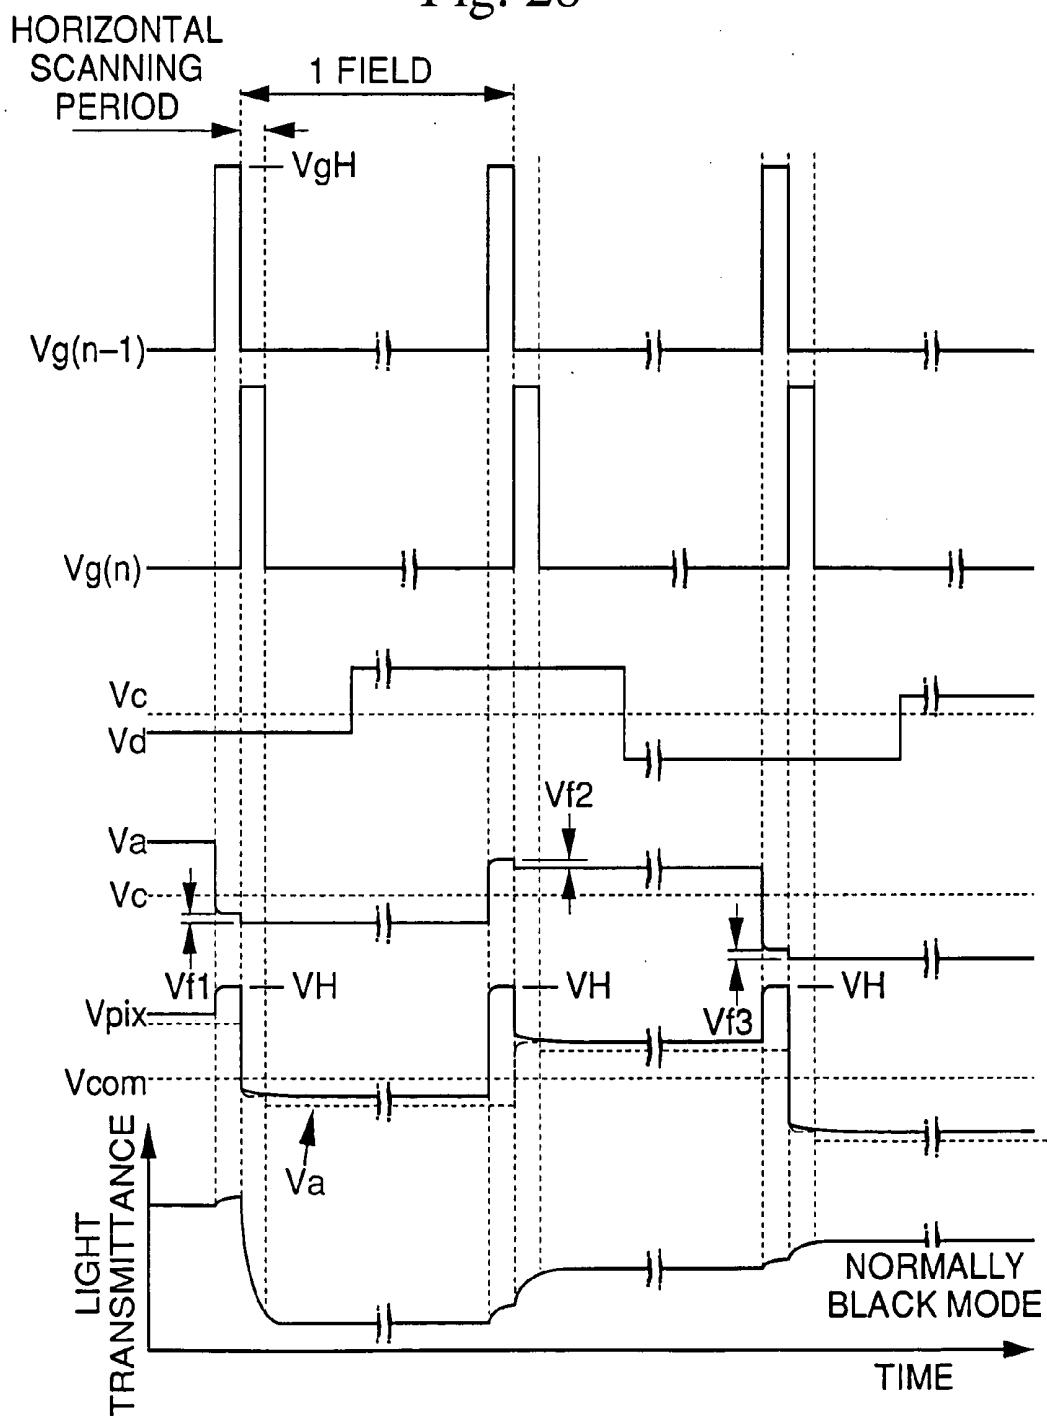 HORIZONTAL
SCANNING
PERIOD
1 FIELD
VgH
Vg(n-1)
Vg(n)
Vc
Vd
Vf2
Va
Vc
Vf1
VH
VH
VH
Vf3
Vpix
Vcom
Va
LIGHT
TRANSMITTANCE
NORMALLY
BLACK MODE
TIME